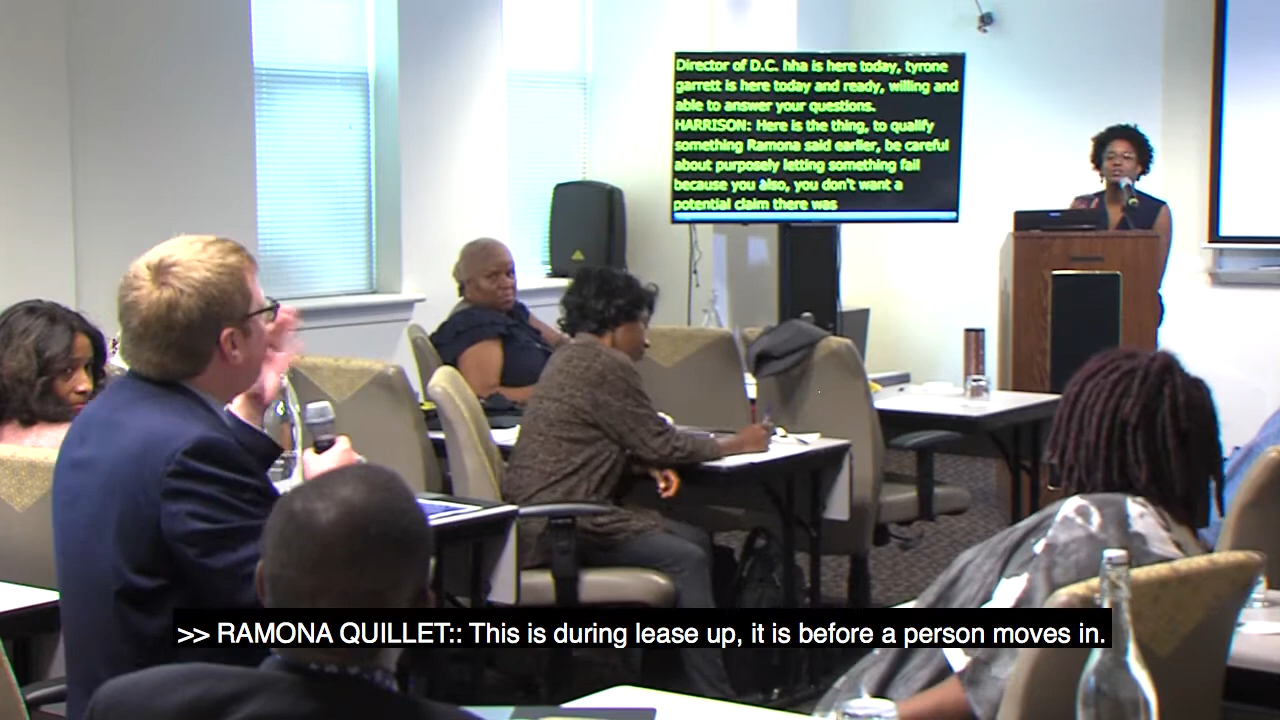 Director of D.C. hha is here today, tyrone
garrett is here today and ready, willing and
able to answer your questions.
HARRISON: Here is the thing, to qualify
something Ramona said earlier, be careful
about purposely letting something fail
because you also, you don't want a
potential claim there was
>> RAMONA QUILLET:: This is during lease up, it is before a person moves in.